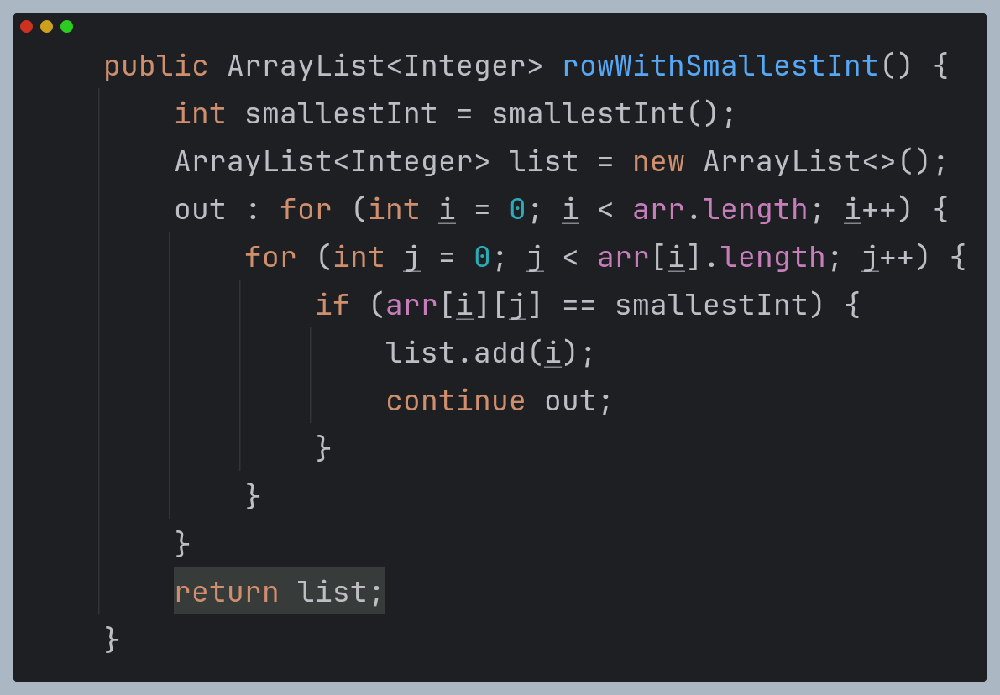 public ArrayList<Integer> rowWithSmallestInt() {
    int smallestInt = smallestInt();
    ArrayList<Integer> list = new ArrayList<>();
    out : for (int i = 0; i < arr.length; i++) {
        for (int j = 0; j < arr[i].length; j++) {
            if (arr[i][j] == smallestInt) {
                list.add(i);
                continue out;
            }
        }
    }
    return list;
}